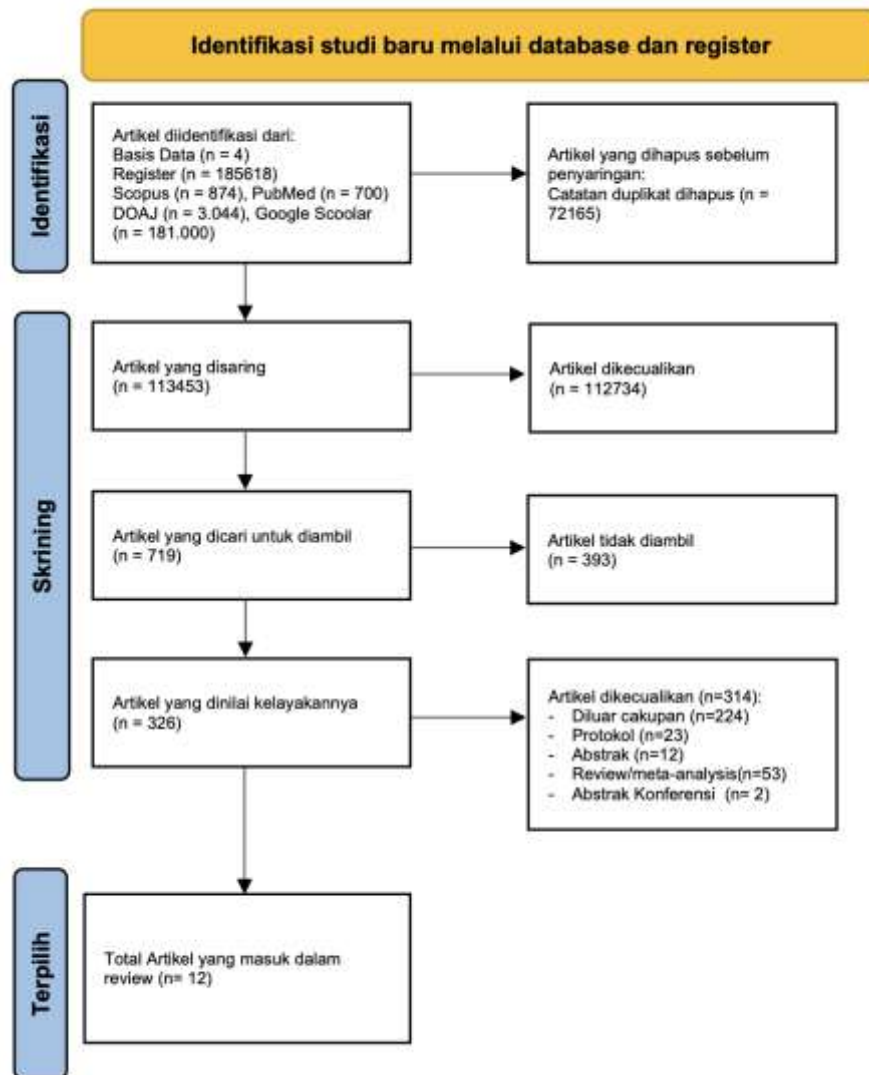 Identifikasi studi baru melalui database dan register
Identifikasi
Artikel diidentifikasi dari:
Basis Data (n = 4)
Register (n = 185618)
Scopus (n = 874), PubMed (n = 700)
DOAJ (n = 3.044), Google Scoolar
(n = 181.000)
Artikel yang dihapus sebelum
penyaringan:
Catatan duplikat dihapus (n =
72165)
Skrining
Artikel yang disaring
(n = 113453)
Artikel dikecualikan
(n = 112734)
Artikel yang dicari untuk diambil
(n = 719)
Artikel tidak diambil
(n = 393)
Artikel yang dinilai kelayakannya
(n = 326)
Artikel dikecualikan (n=314):
- Diluar cakupan (n=224)
- Protokol (n=23)
- Abstrak (n=12)
- Review/meta-analysis(n=53)
- Abstrak Konferensi (n= 2)
Terpilih
Total Artikel yang masuk dalam
review (n= 12)